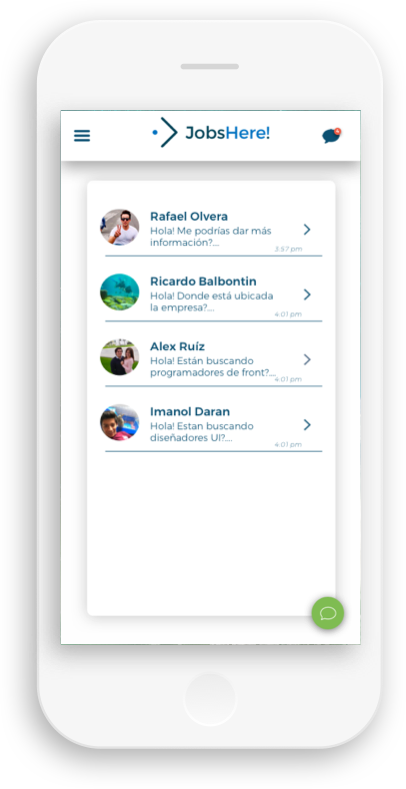 JobsHere!
Rafael Olvera
Hola! Me podrías dar más
información?...
3:57 pm
Ricardo Balbontin
Hola! Donde está ubicada
la empresa?....
4:01 pm
Alex Ruíz
Hola! Están buscando
programadores de front?....
4:01 pm
Imanol Daran
Hola! Estan buscando
diseñadores UI?....
4:01 pm